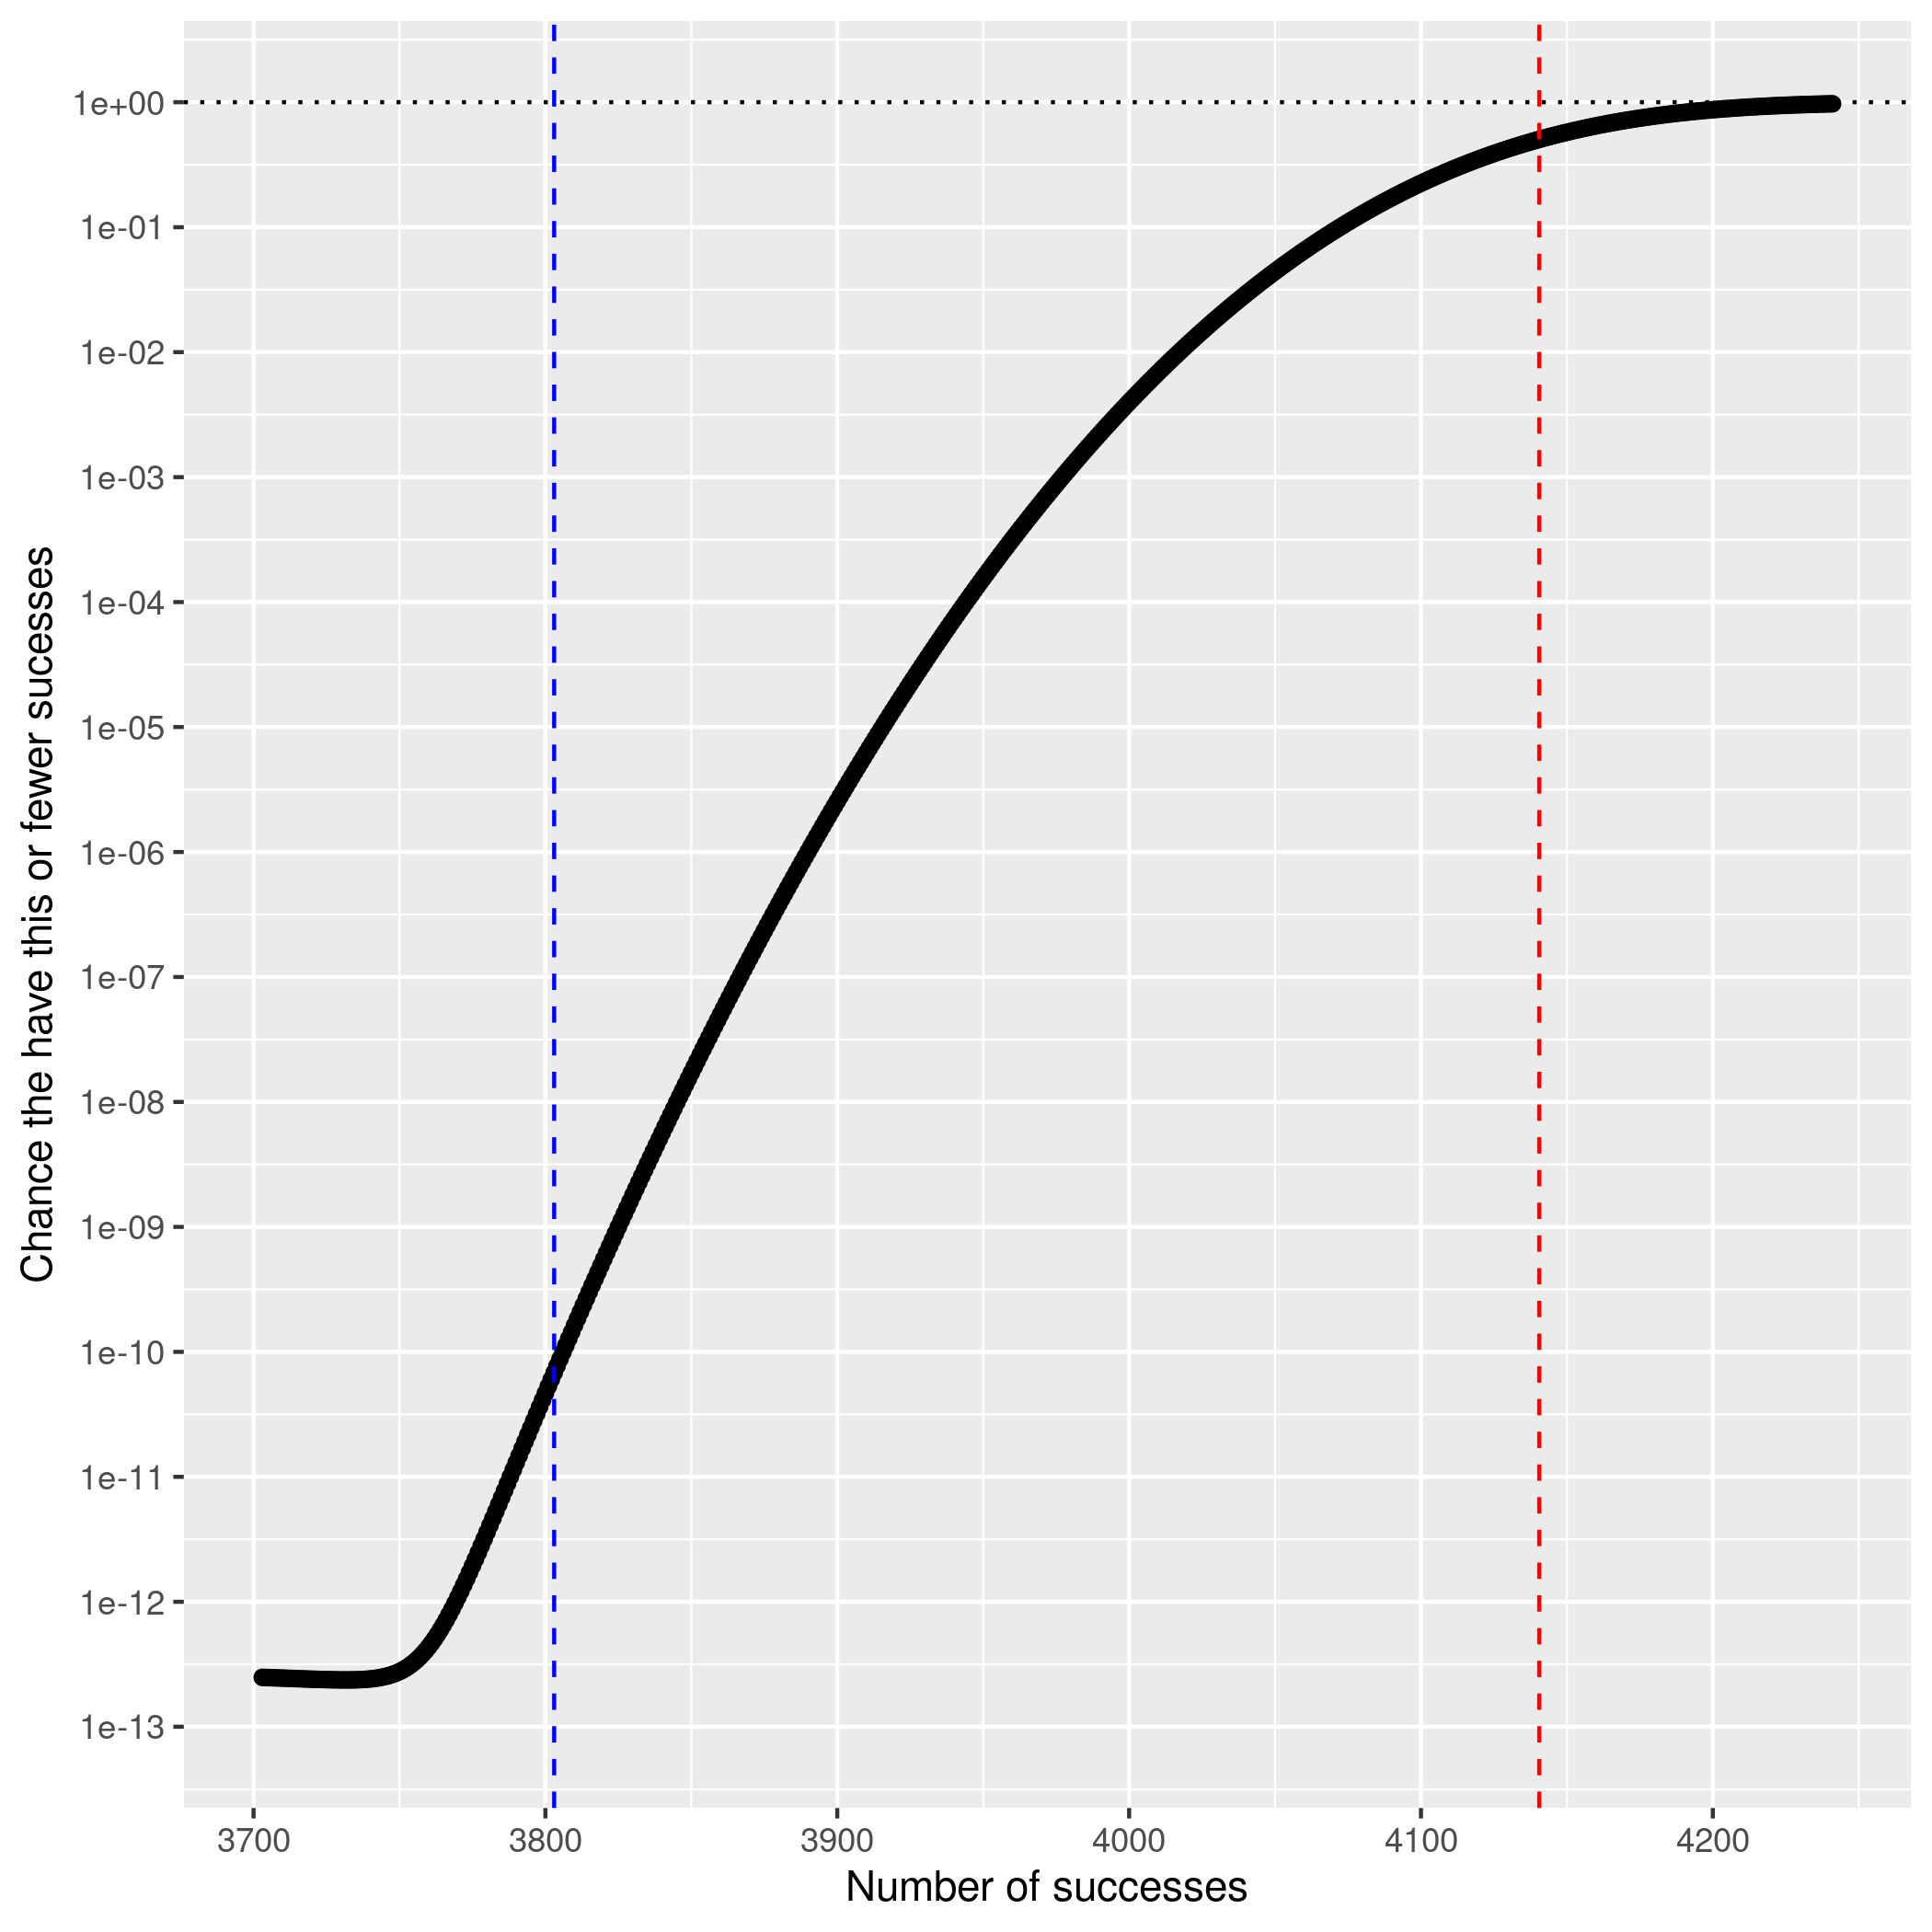 Chance the have this or fewer sucesses
1e+00
1e-01
1e-02
1e-03
1e-04
1e-05
1e-06
1e-07
1e-08
1e-09
1e-10
1e-11
1e-12
1e-13
3700 3800 3900 4000 4100 4200
Number of successes